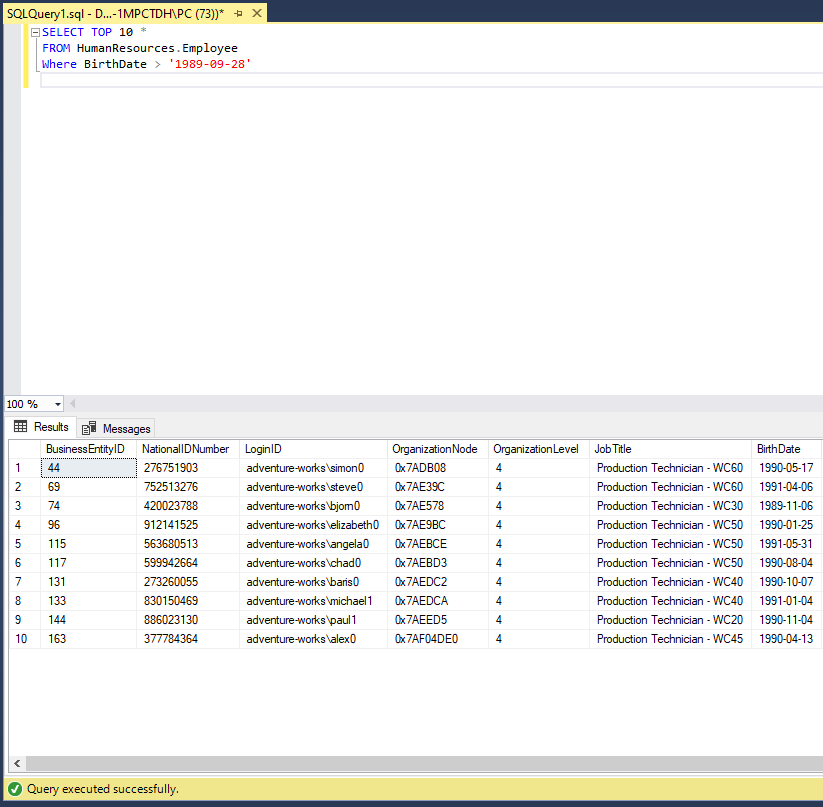 SQLQuery1.sql - D...-1MPCTDH\PC (73))*
SELECT TOP 10 *
FROM HumanResources.Employee
Where BirthDate > '1989-09-28'
100 %
Results Messages
BusinessEntityID NationalIDNumber LoginID OrganizationNode OrganizationLevel JobTitle BirthDate
1 44 276751903 adventure-works\simon0 0x7ADB08 4 Production Technician - WC60 1990-05-17
2 69 752513276 adventure-works\steve0 0x7AE39C 4 Production Technician - WC60 1991-04-06
3 74 420023788 adventure-works\bjorn0 0x7AE578 4 Production Technician - WC30 1989-11-06
4 96 912141525 adventure-works\elizabeth0 0x7AE9BC 4 Production Technician - WC50 1990-01-25
5 115 563680513 adventure-works\angela0 0x7AEBCE 4 Production Technician - WC50 1991-05-31
6 117 599942664 adventure-works\chad0 0x7AEBD3 4 Production Technician - WC50 1990-08-04
7 131 273260055 adventure-works\baris0 0x7AEDC2 4 Production Technician - WC40 1990-10-07
8 133 830150469 adventure-works\michael1 0x7AEDCA 4 Production Technician - WC40 1991-01-04
9 144 886023130 adventure-works\paul1 0x7AEED5 4 Production Technician - WC20 1990-11-04
10 163 377784364 adventure-works\alex0 0x7AF04DE0 4 Production Technician - WC45 1990-04-13
Query executed successfully.